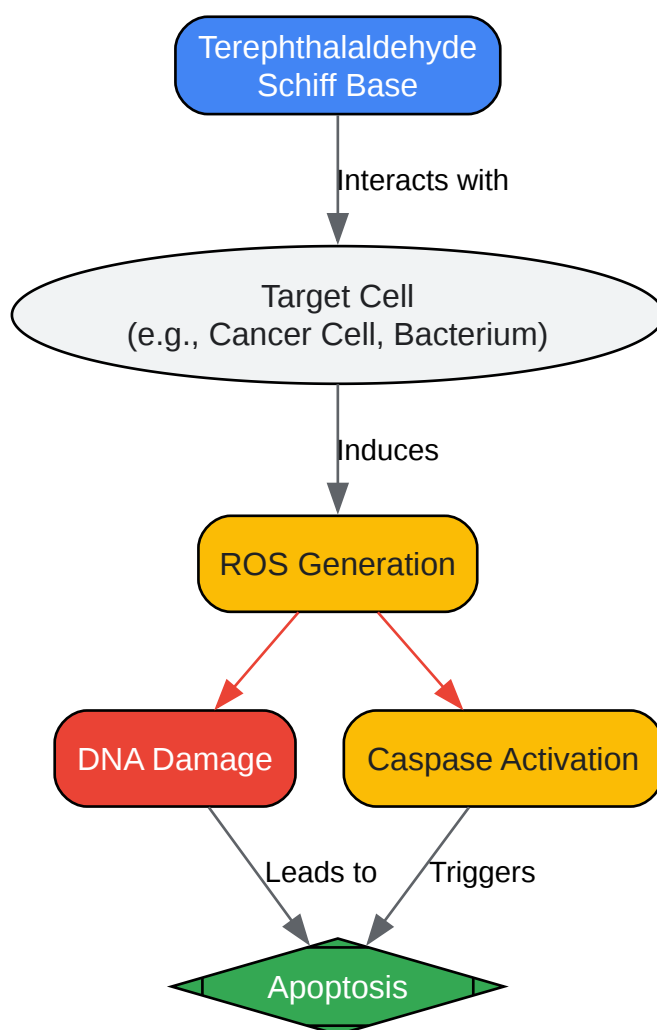 Terephthalaldehyde
Schiff Base
Interacts with
Target Cell
(e.g., Cancer Cell, Bacterium)
Induces
ROS Generation
DNA Damage
Caspase Activation
Leads to
Triggers
Apoptosis